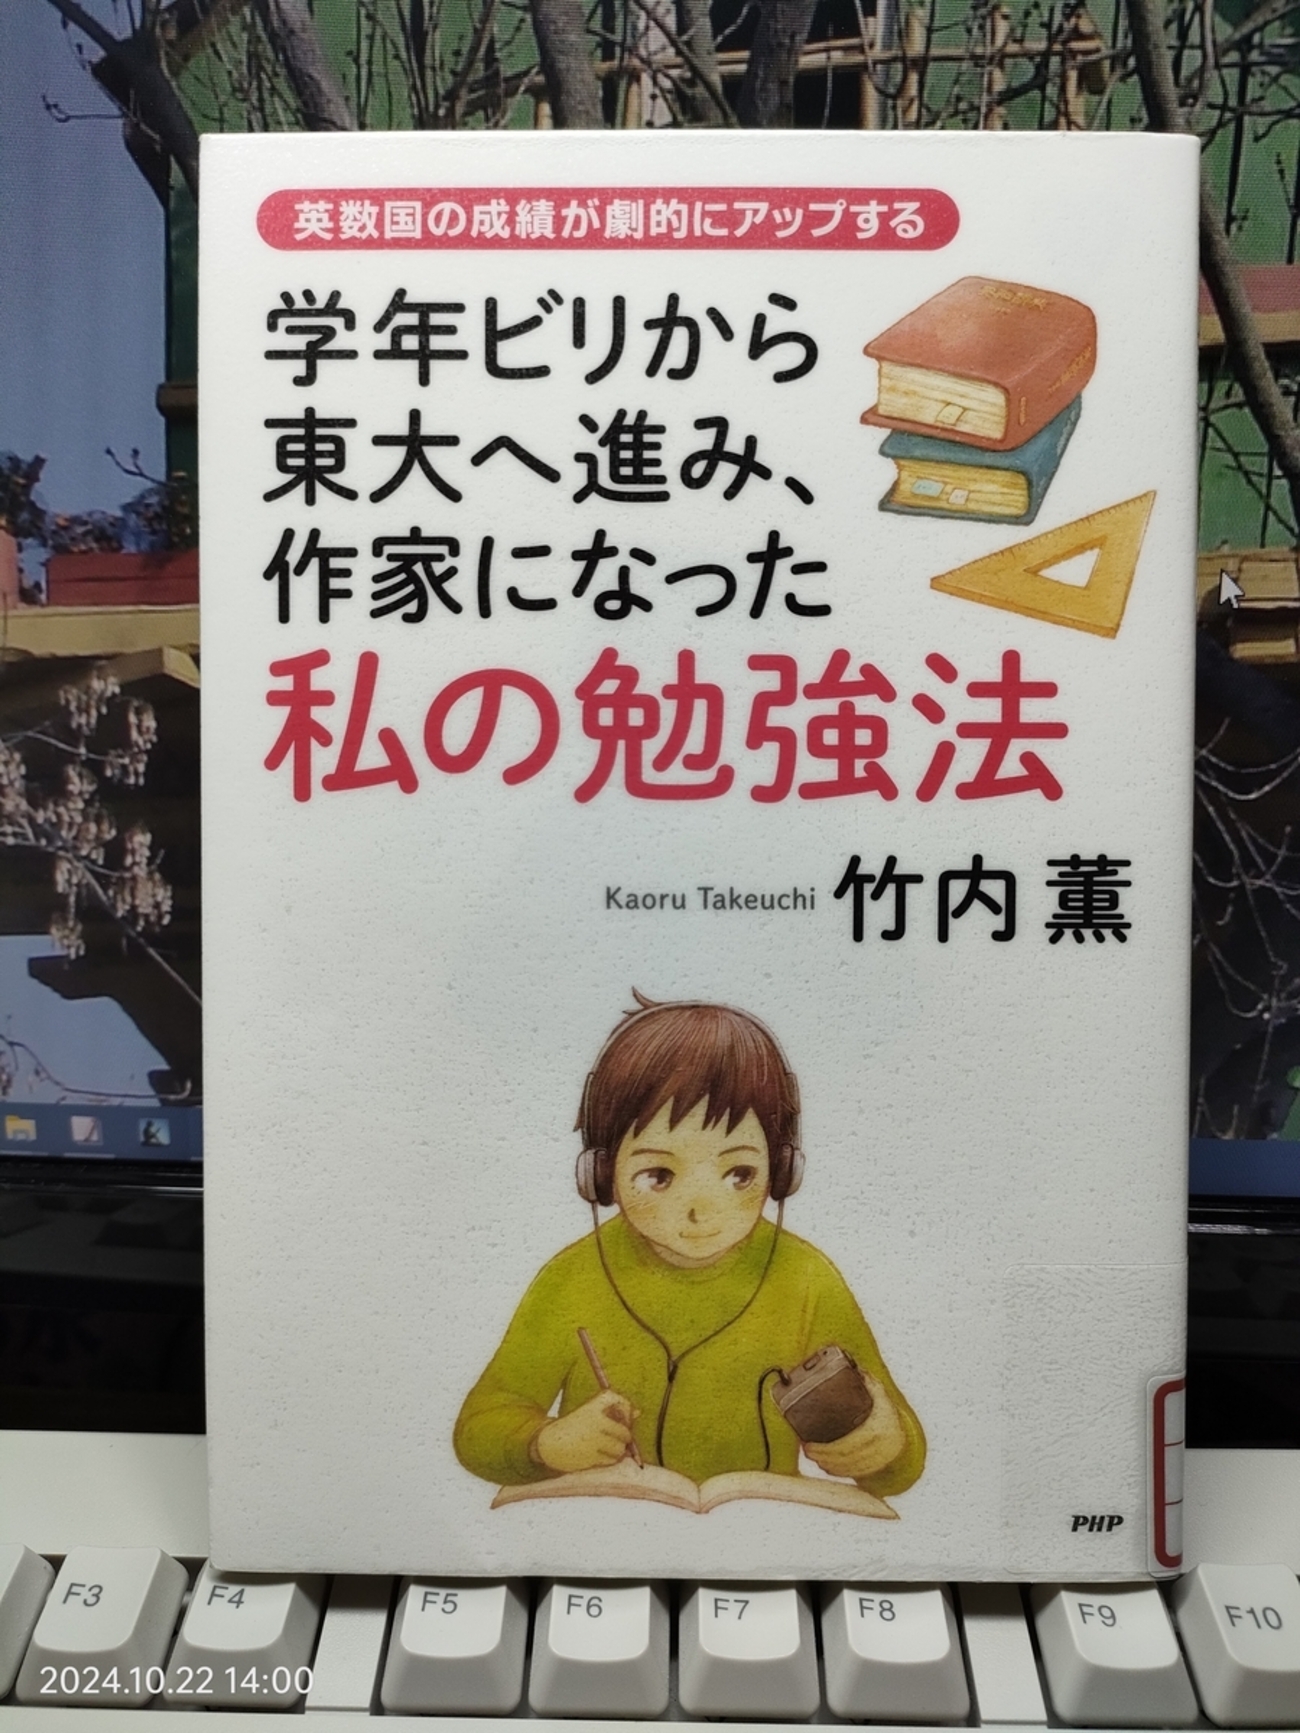 英数国の成績が劇的にアップする
学年ビリから
東大へ進み、
作家になった
私の勉強法
Kaoru Takeuchi 竹内 薫
PHP
F3 F4 F5 F6 F7 F8 F9 F10
2024.10.22 14:00